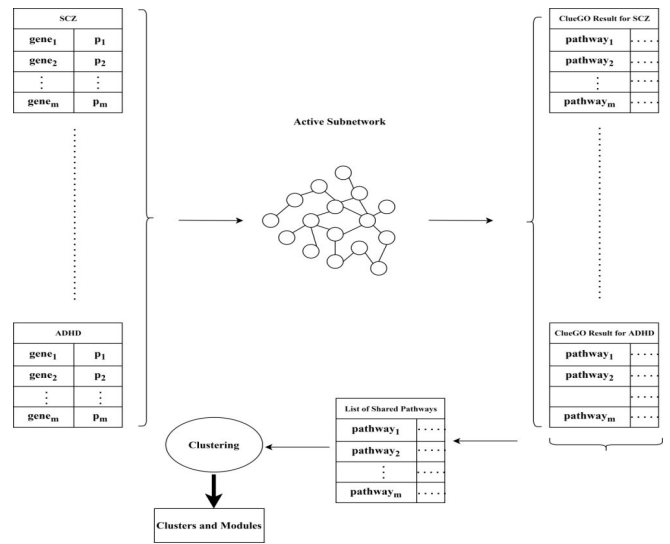 SCZ
gene1 p1
gene2 p2
⋮ ⋮
genem pm
ADHD
gene1 p1
gene2 p2
⋮ ⋮
genem pm
Active Subnetwork
ClueGO Result for SCZ
pathway1 .....
pathway2 .....
⋮ .....
pathwaym .....
ClueGO Result for ADHD
pathway1 .....
pathway2 .....
.....
pathwaym .....
List of Shared Pathways
pathway1 .....
pathway2 .....
⋮ .....
pathwaym .....
Clustering
Clusters and Modules